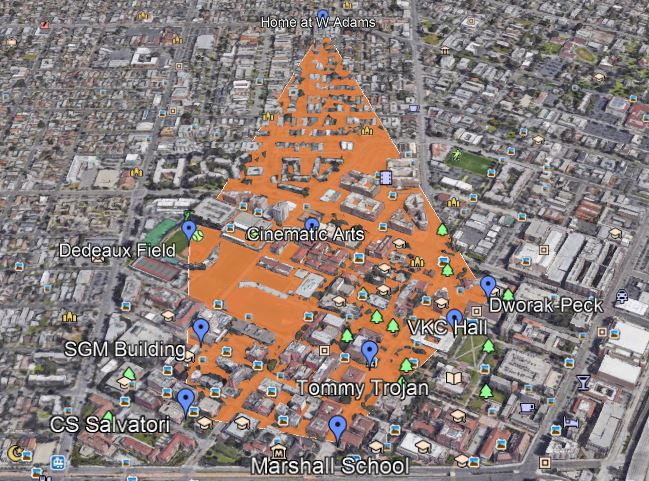 Home at W Adams
Cinematic Arts
Dedeaux Field
Dworak-Peck
VKC Hall
SGM Building
Tommy Trojan
CS Salvatori
Marshall School